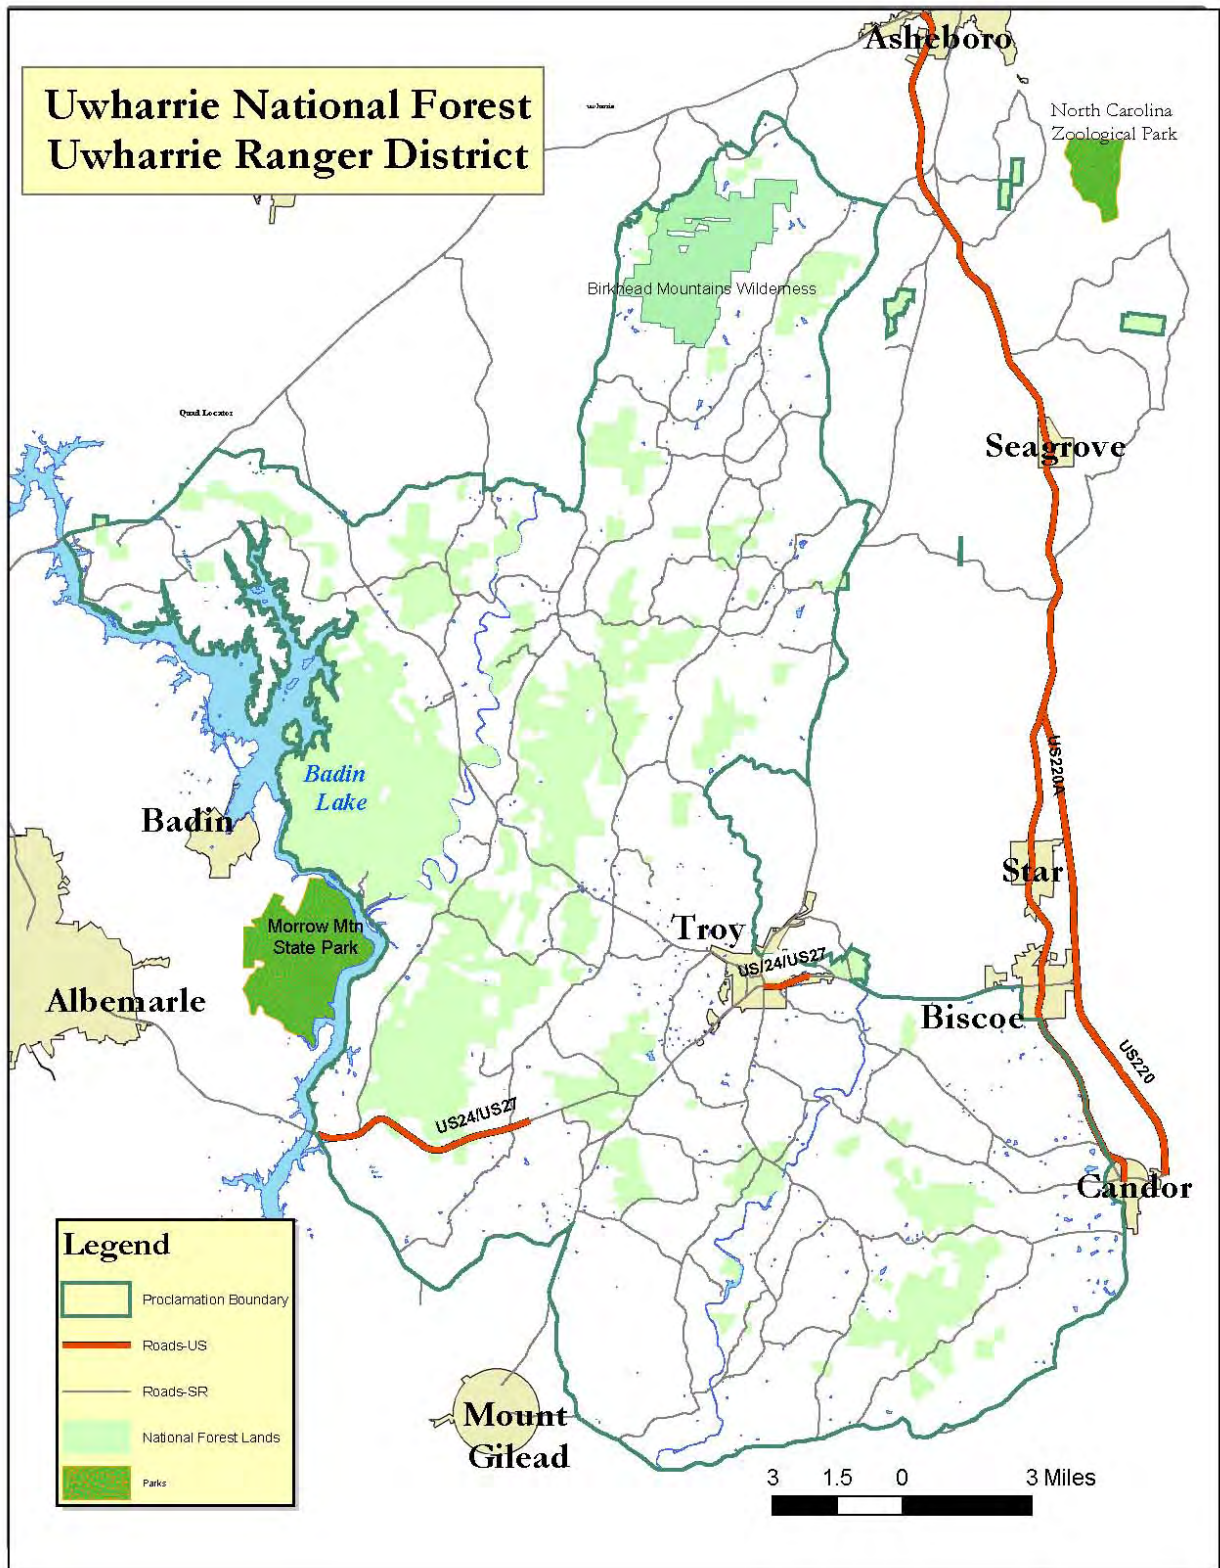 Asheboro
Uwharrie National Forest
Uwharrie Ranger District
North Carolina
Zoological Park
Birkhead Mountains Wilderness
Quad Locator
Seagrove
US220A
Badin
Lake
Badin
Star
Morrow Mtn
State Park
Troy
US/24/US27
Albemarle
Biscoe
US220
US24/US27
Candor
Legend
Proclamation Boundary
Roads-US
Roads-SR
National Forest Lands
Parks
Mount
Gilead
3 1.5 0 3 Miles